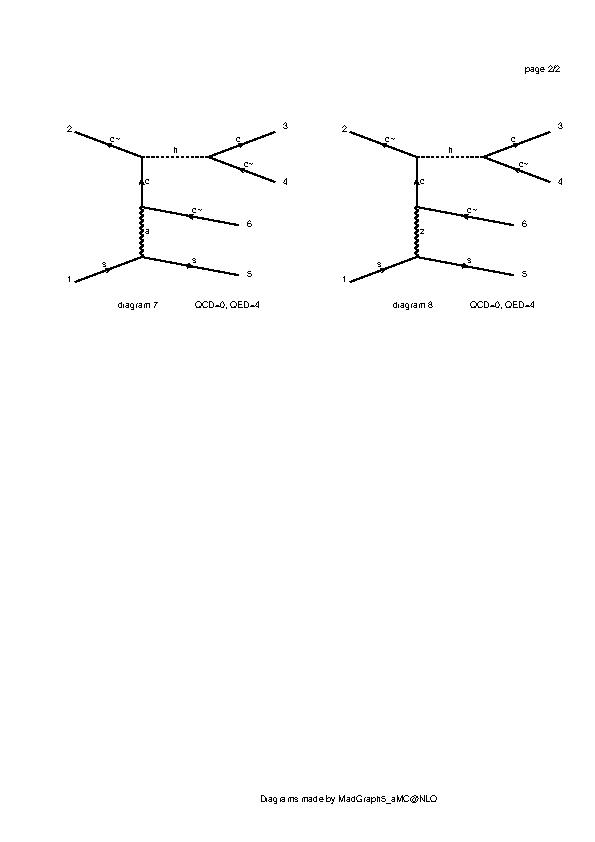 page 2/2
2 c~ h c 3
c~ 4
c
c~ 6
a
s s
1 5
diagram 7 QCD=0, QED=4
2 c~ h c 3
c~ 4
c
c~ 6
z
s s
1 5
diagram 8 QCD=0, QED=4
Diagrams made by MadGraph5_aMC@NLO